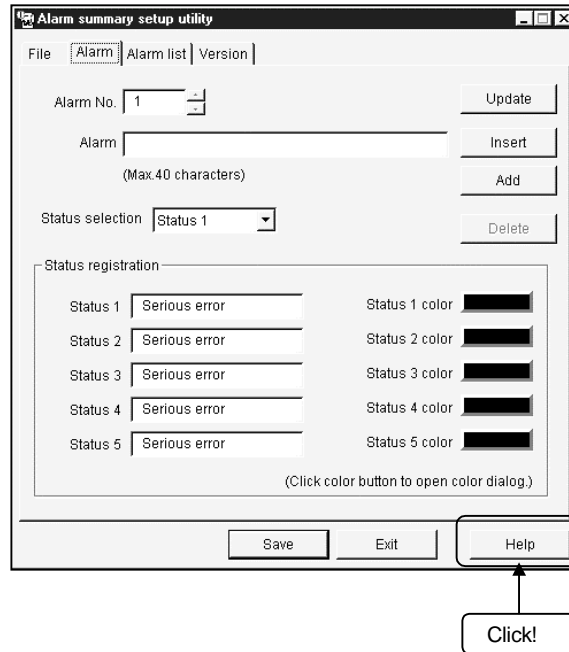 Alarm summary setup utility
File Alarm Alarm list Version
Alarm No. 1 Update
Alarm Insert
(Max.40 characters) Add
Status selection Status 1 Delete
Status registration
Status 1 Serious error Status 1 color
Status 2 Serious error Status 2 color
Status 3 Serious error Status 3 color
Status 4 Serious error Status 4 color
Status 5 Serious error Status 5 color
(Click color button to open color dialog.)
Save Exit Help
Click!